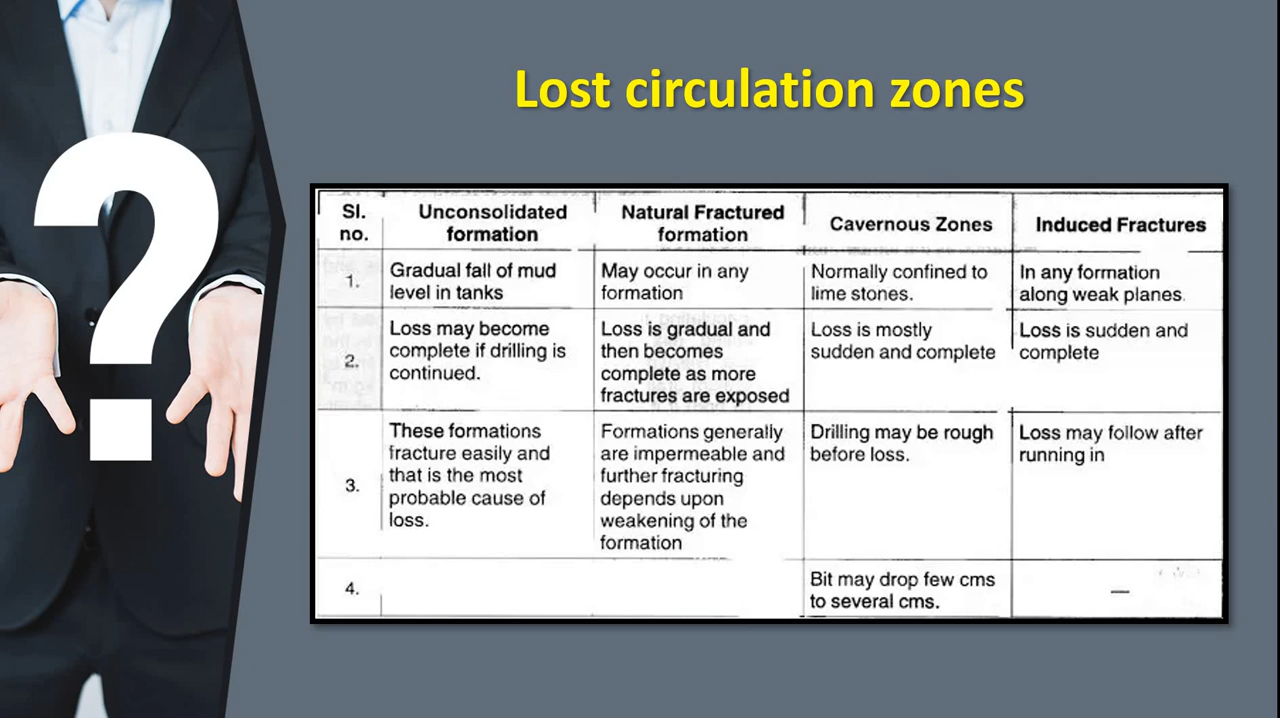 Lost circulation zones
Sl.
no.
Unconsolidated
formation
Natural Fractured
formation
Cavernous Zones
Induced Fractures
1.
Gradual fall of mud
level in tanks
May occur in any
formation
Normally confined to
lime stones.
In any formation
along weak planes.
2.
Loss may become
complete if drilling is
continued.
Loss is gradual and
then becomes
complete as more
fractures are exposed
Loss is mostly
sudden and complete
Loss is sudden and
complete
3.
These formations
fracture easily and
that is the most
probable cause of
loss.
Formations generally
are impermeable and
further fracturing
depends upon
weakening of the
formation
Drilling may be rough
before loss.
Loss may follow after
running in
4.
Bit may drop few cms
to several cms.
—
?